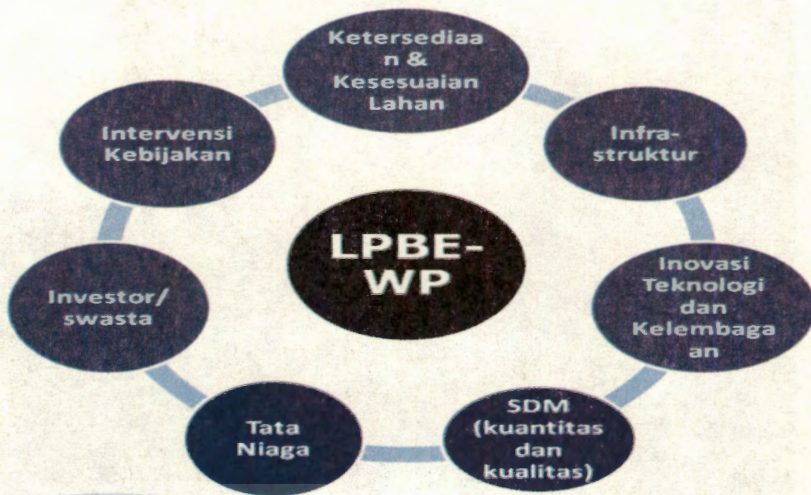 Ketersediaa
n &
Kesesuaian
Lahan
Infra-
struktur
Inovasi
Teknologi
dan
Kelembaga
an
SDM
(kuantitas
dan
kualitas)
Tata
Niaga
Investor/
swasta
Intervensi
Kebijakan
LPBE-
WP